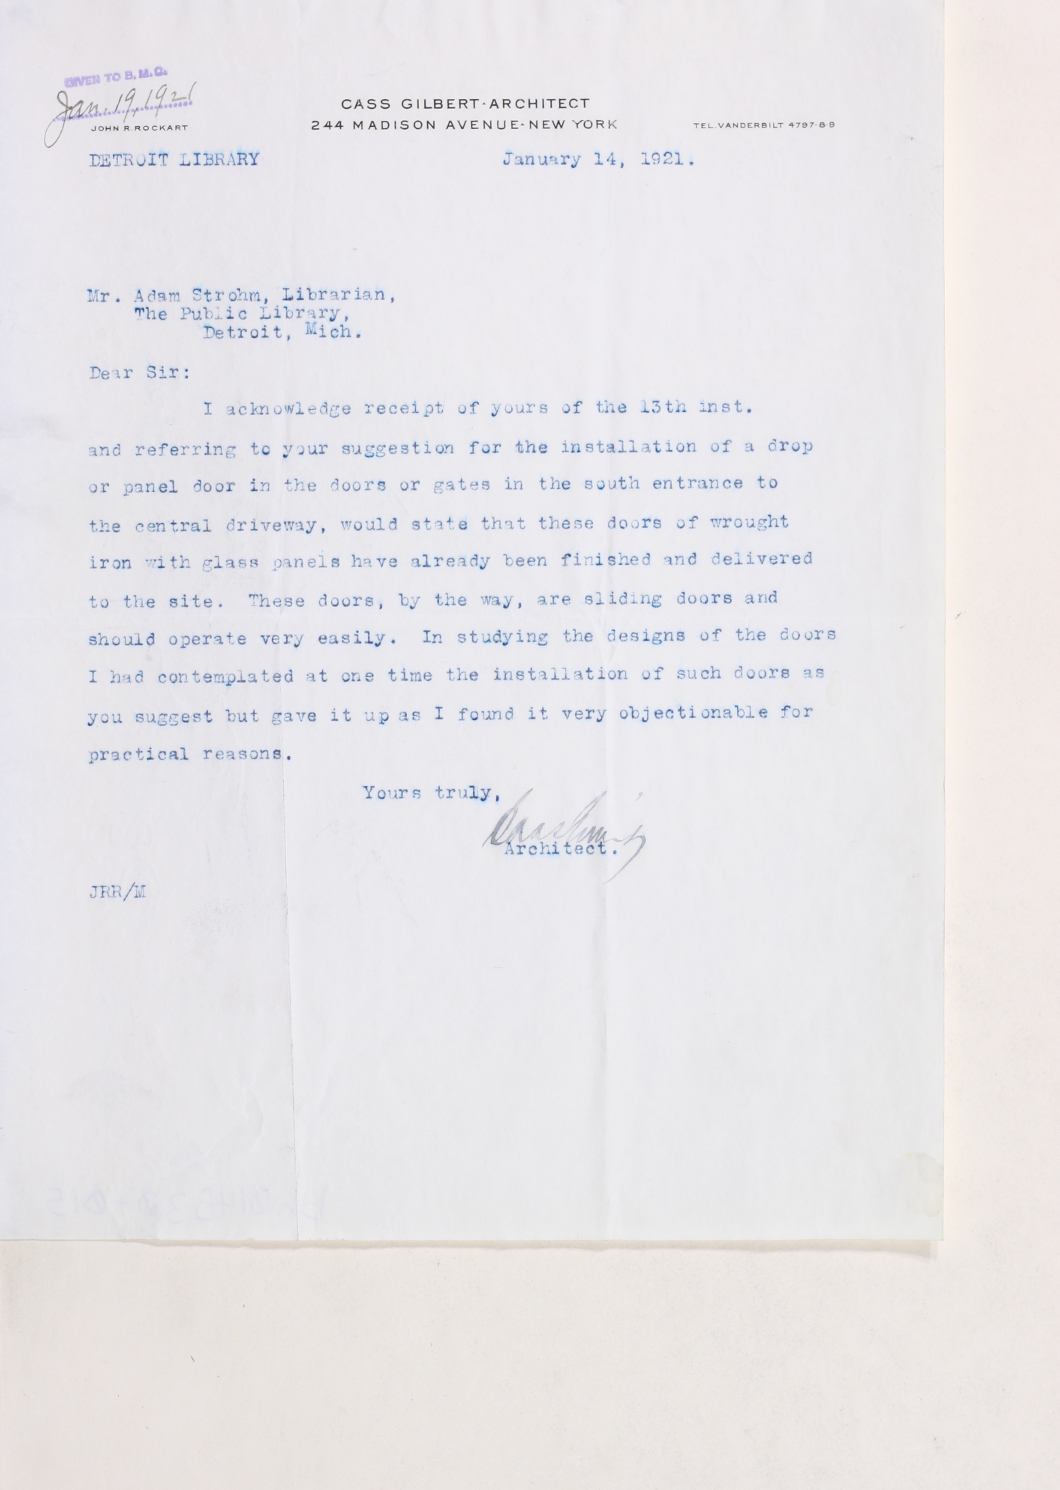 GIVEN TO B.M.C.
Jan. 19, 1921
JOHN R. ROCKART
CASS GILBERT·ARCHITECT
244 MADISON AVENUE·NEW YORK
TEL. VANDERBILT 4797-8-9
DETROIT LIBRARY
January 14, 1921.
Mr. Adam Strohm, Librarian,
The Public Library,
Detroit, Mich.
Dear Sir:
I acknowledge receipt of yours of the 13th inst.
and referring to your suggestion for the installation of a drop
or panel door in the doors or gates in the south entrance to
the central driveway, would state that these doors of wrought
iron with glass panels have already been finished and delivered
to the site. These doors, by the way, are sliding doors and
should operate very easily. In studying the designs of the doors
I had contemplated at one time the installation of such doors as
you suggest but gave it up as I found it very objectionable for
practical reasons.
Yours truly,
Architect.
JRR/M